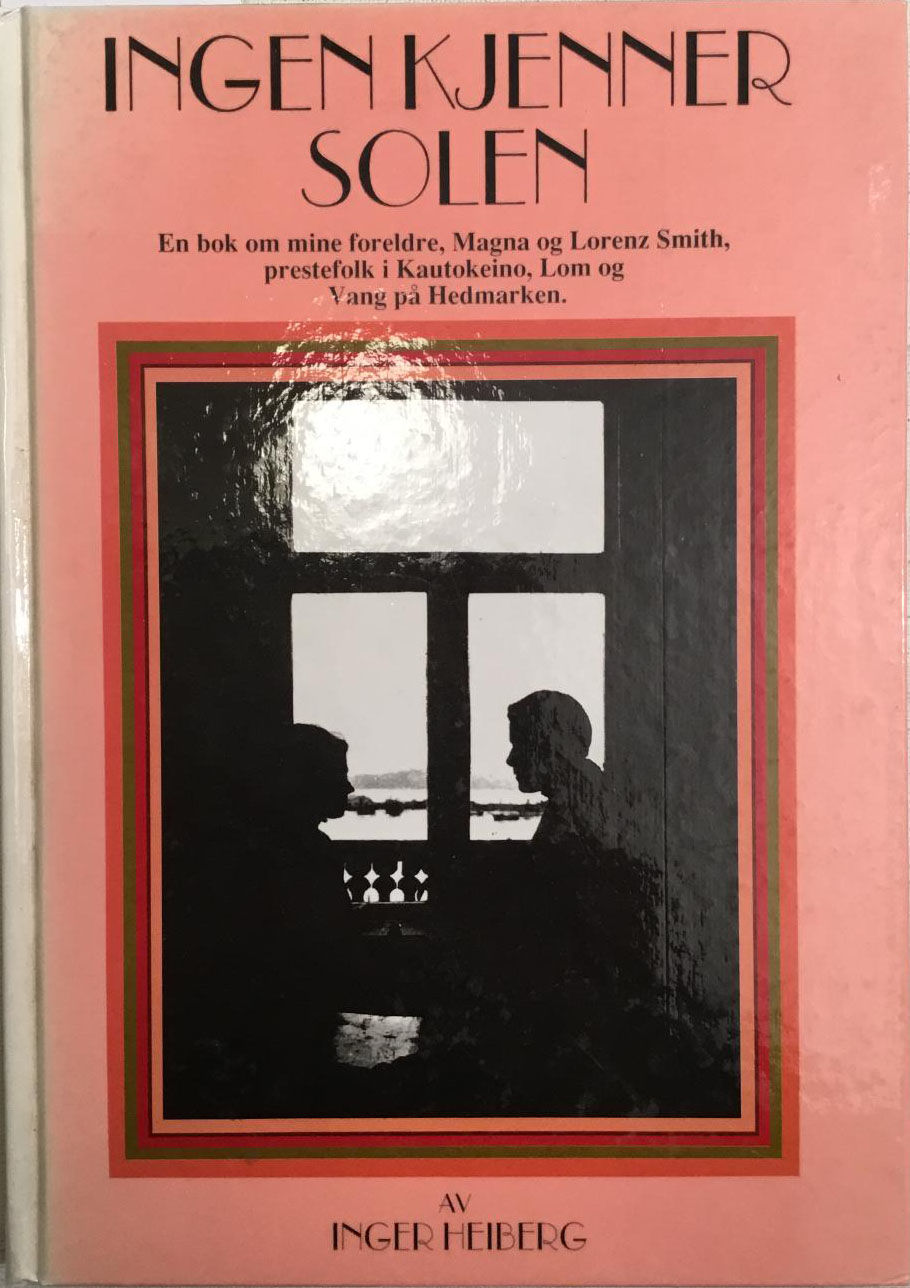 INGEN KJENNER
SOLEN
En bok om mine foreldre, Magna og Lorenz Smith,
prestefolk i Kautokeino, Lom og
Vang på Hedmarken.
AV
INGER HEIBERG